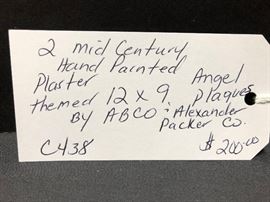 2 mid Century
Hand Painted
Plaster Angel
themed 12 x 9 Plaques
By ABCO : Alexander
Packer Co.
C438 $200.00